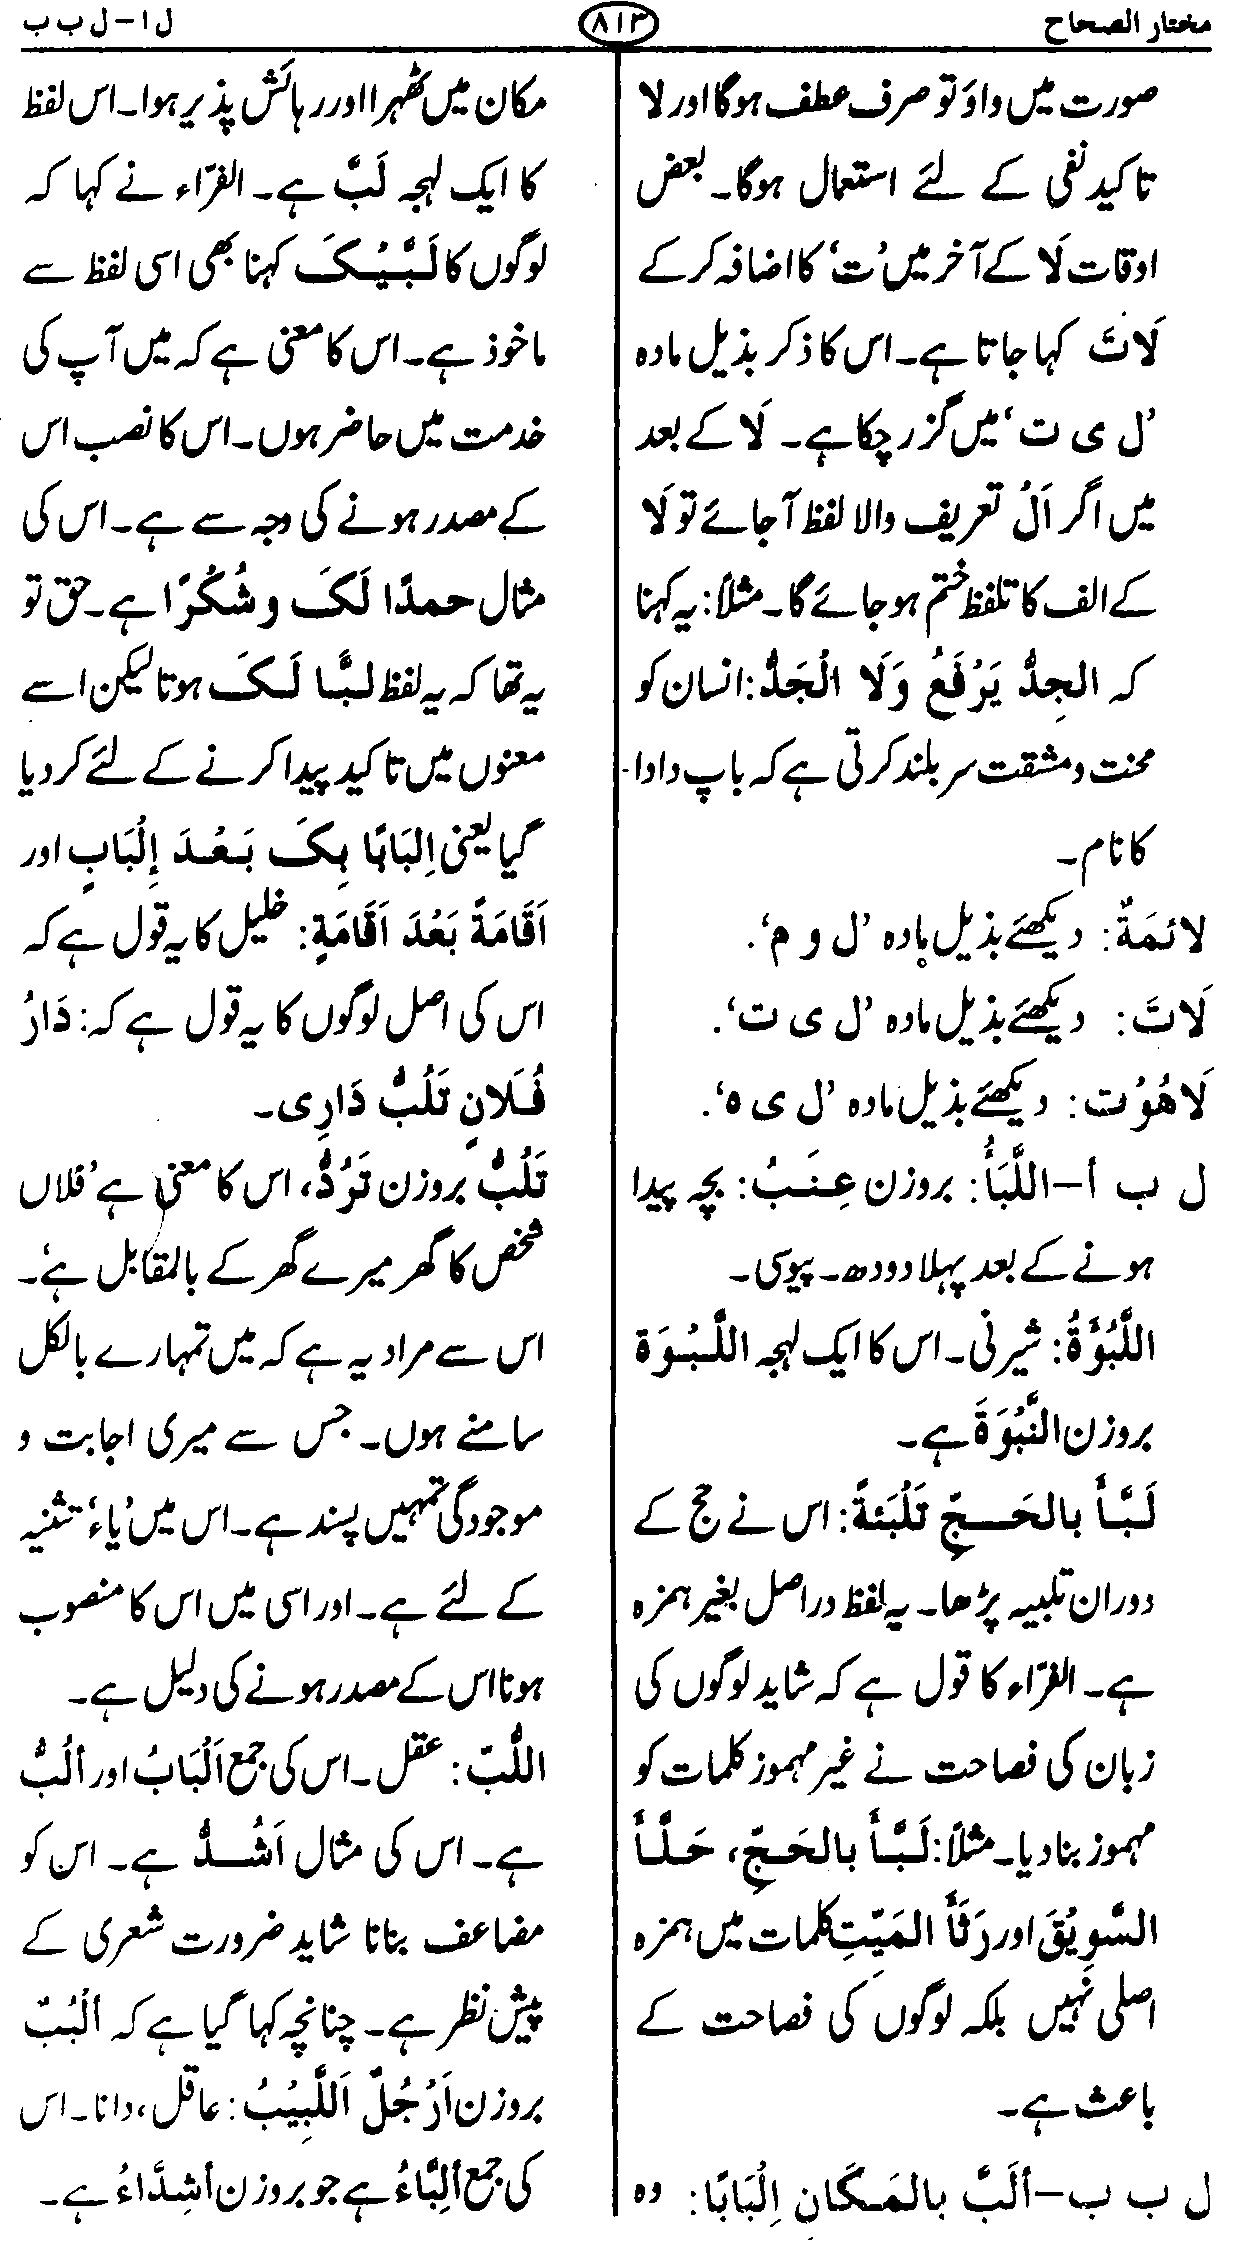 مختار الصحاح
۸۱۳
ل ا – ل ب ب
صورت میں واؤ تو صرف عطف ہوگا اور لا
تاکید نفی کے لئے استعمال ہوگا۔ بعض
اوقات لَا کے آخر میں 'ت' کا اضافہ کر کے
لَاتَ کہا جاتا ہے۔ اس کا ذکر بذیل مادہ
'ل ی ت' میں گزر چکا ہے۔ لَا کے بعد
میں اگر اَلْ تعریف والا لفظ آ جائے تو لَا
کے الف کا تلفظ ختم ہو جائے گا۔ مثلاً: یہ کہنا
کہ الجِدُّ یَرْفَعُ وَلَا الْجَدُّ: انسان کو
محنت و مشقت سر بلند کرتی ہے کہ باپ دادا
کا نام۔
لائمَةٌ: دیکھئے بذیل مادہ 'ل و م'.
لَاتَ: دیکھئے بذیل مادہ 'ل ی ت'.
لَاهُوْت: دیکھئے بذیل مادہ 'ل ی ہ'.
ل ب أ – اللَّبَأُ: بروزن عِنَبُ: بچہ پیدا
ہونے کے بعد پہلا دودھ۔ پیوسی۔
اللَّبُؤَةُ: شیرنی۔ اس کا ایک لہجہ اللَّبُوَة
بروزن النَّبُوَةَ ہے۔
لَبَّأ بالحَجِّ تَلْبَئةً: اس نے حج کے
دوران تلبیہ پڑھا۔ یہ لفظ دراصل بغیر ہمزہ
ہے۔ الفرّاء کا قول ہے کہ شاید لوگوں کی
زبان کی فصاحت نے غیر مہموز کلمات کو
مہموز بنا دیا۔ مثلاً: لَبَّأ بالحَجِّ، حَلَّأ
السَّوِيْقَ اور رَثَأ المَيّتِ کلمات میں ہمزہ
اصلی نہیں بلکہ لوگوں کی فصاحت کے
باعث ہے۔
ل ب ب – ألَبَّ بالمَكَانِ اِلْبَابًا: وہ
مکان میں ٹھہرا اور رہائش پذیر ہوا۔ اس لفظ
کا ایک لہجہ لَبَّ ہے۔ الفرّاء نے کہا کہ
لوگوں کا لَبَّيْكَ کہنا بھی اسی لفظ سے
ماخوذ ہے۔ اس کا معنی ہے کہ میں آپ کی
خدمت میں حاضر ہوں۔ اس کا نصب اس
کے مصدر ہونے کی وجہ سے ہے۔ اس کی
مثال حمدًا لَكَ و شُكْرًا ہے۔ حق تو
یہ تھا کہ یہ لفظ لبًّا لَكَ ہوتا لیکن اسے
معنوں میں تاکید پیدا کرنے کے لئے کر دیا
گیا یعنی اِلبَابًا بِكَ بَعْدَ اِلْبَابٍ اور
اَقَامَةً بَعْدَ اَقَامَةٍ: خلیل کا یہ قول ہے کہ
اس کی اصل لوگوں کا یہ قول ہے کہ: دَارُ
فُلَانٍ تَلُبُّ دَارِی۔
تَلُبُّ بروزن تَرُدُّ، اس کا معنی ہے 'فلاں
شخص کا گھر میرے گھر کے بالمقابل ہے'۔
اس سے مراد یہ ہے کہ میں تمہارے بالکل
سامنے ہوں۔ جس سے میری اجابت و
موجودگی تمہیں پسند ہے۔ اس میں 'یاء' تثنیہ
کے لئے ہے۔ اور اسی میں اس کا منصوب
ہونا اس کے مصدر ہونے کی دلیل ہے۔
اللُّبّ: عقل۔ اس کی جمع اَلْبَابُ اور ألُبُّ
ہے۔ اس کی مثال اَشُدُّ ہے۔ اس کو
مضاعف بنانا شاید ضرورت شعری کے
پیش نظر ہے۔ چنانچہ کہا گیا ہے کہ ألْبُبٌ
بروزن اَرْجُلٌ اَللَّبِيْبُ: عاقل، دانا۔ اس
کی جمع ألِبَّاءُ ہے جو بروزن أشِدَّاءُ ہے۔